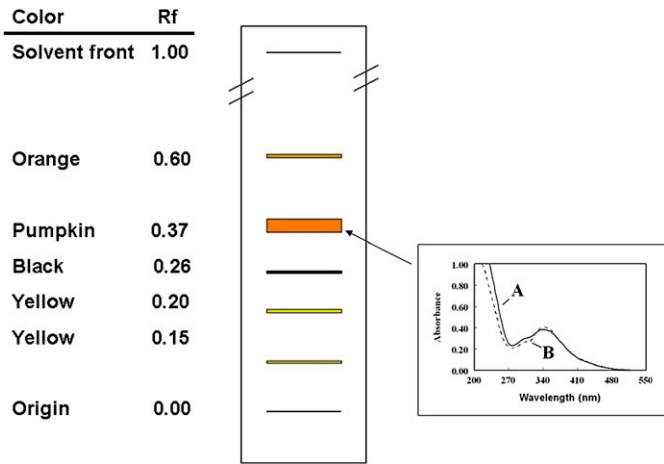 Color Rf
Solvent front 1.00
Orange 0.60
Pumpkin 0.37
Black 0.26
Yellow 0.20
Yellow 0.15
Origin 0.00
1.00
0.80
0.60
0.40
0.20
0.00
Absorbance
A
B
200 270 340 410 480 550
Wavelength (nm)